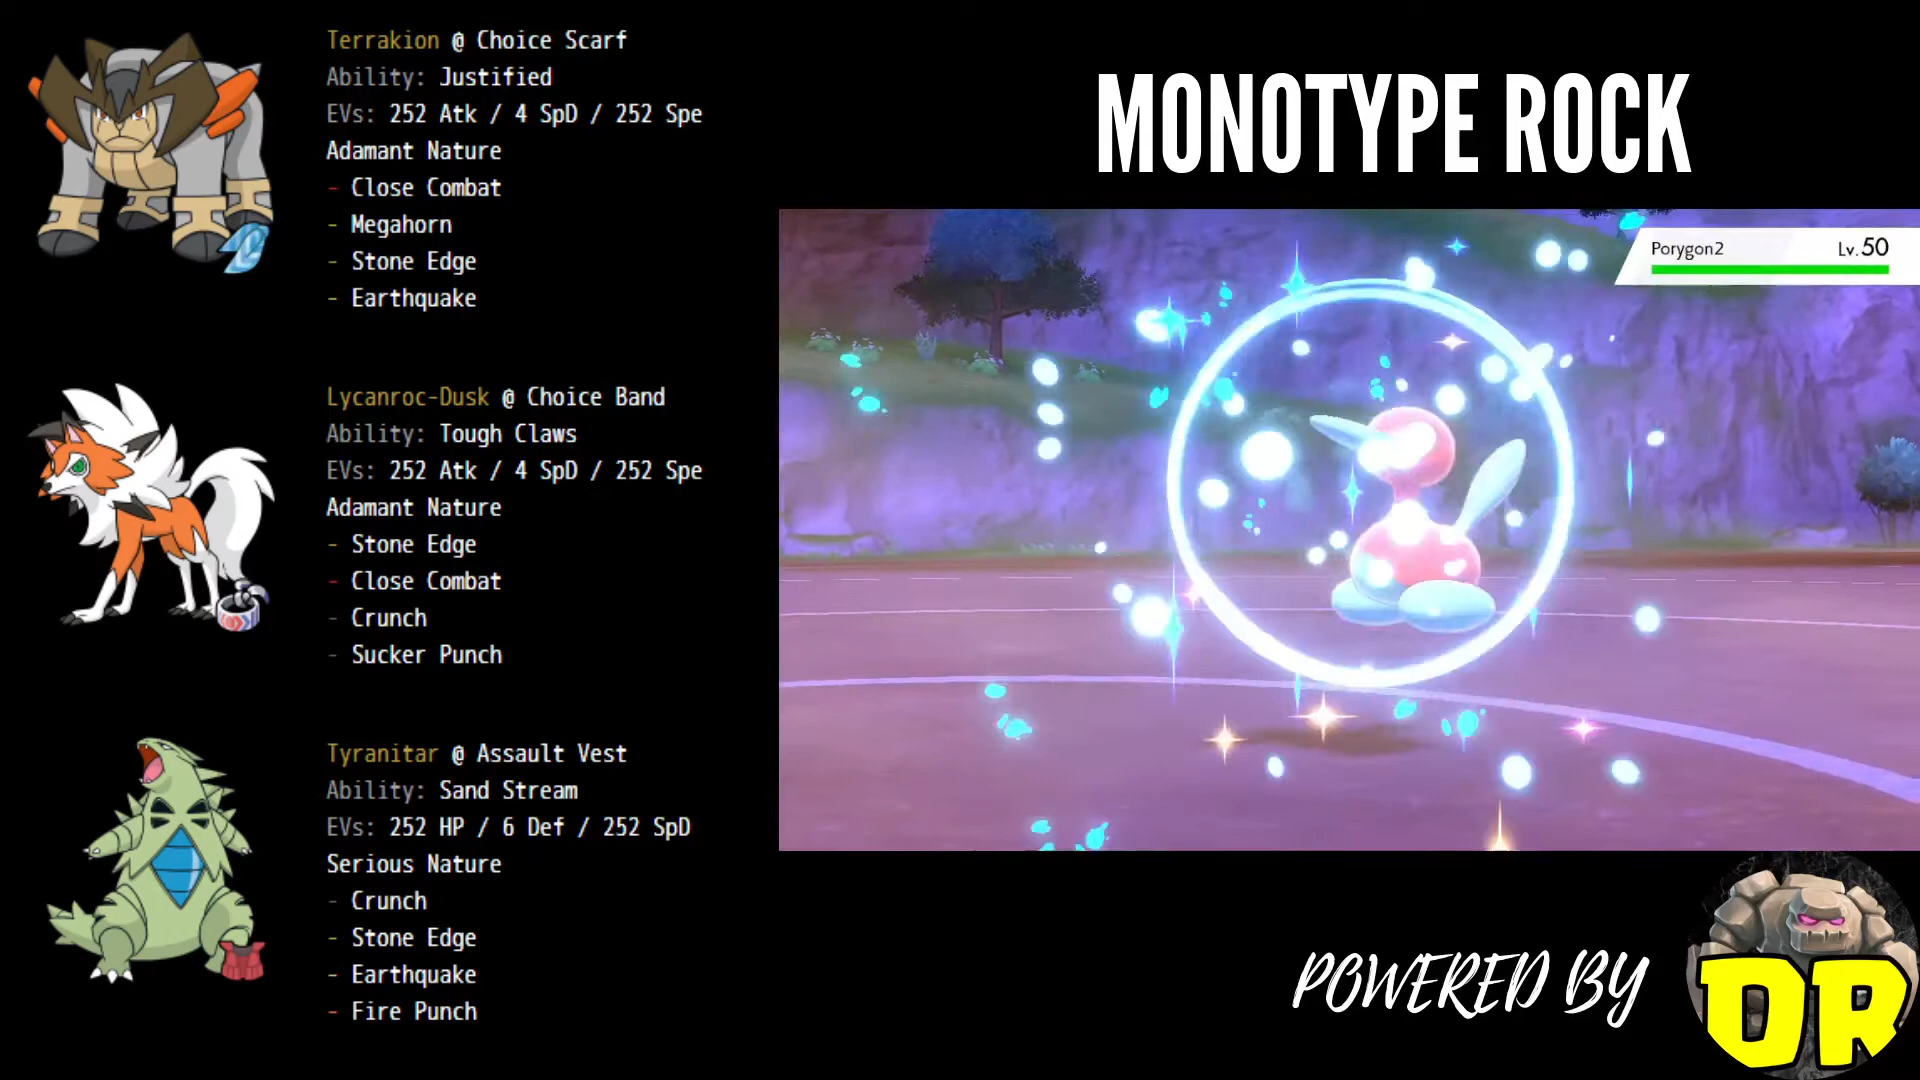 Terrakion @ Choice Scarf
Ability: Justified
EVs: 252 Atk / 4 SpD / 252 Spe
Adamant Nature
- Close Combat
- Megahorn
- Stone Edge
- Earthquake
Lycanroc-Dusk @ Choice Band
Ability: Tough Claws
EVs: 252 Atk / 4 SpD / 252 Spe
Adamant Nature
- Stone Edge
- Close Combat
- Crunch
- Sucker Punch
Tyranitar @ Assault Vest
Ability: Sand Stream
EVs: 252 HP / 6 Def / 252 SpD
Serious Nature
- Crunch
- Stone Edge
- Earthquake
- Fire Punch
MONOTYPE ROCK
Porygon2 Lv. 50
POWERED BY
DR